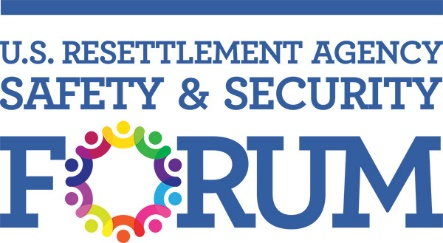 U.S. RESETTLEMENT AGENCY
SAFETY & SECURITY
FORUM